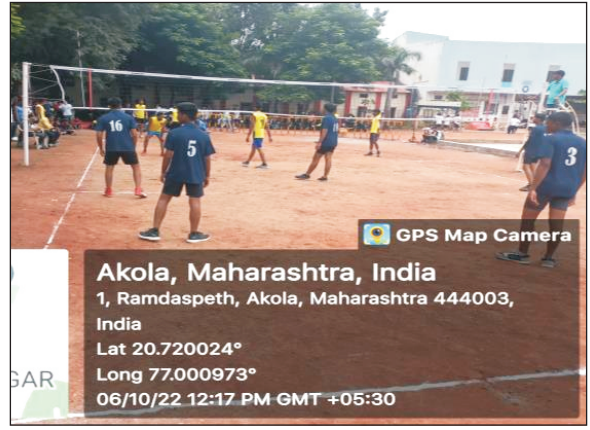 16
5
11
3
GPS Map Camera
Akola, Maharashtra, India
1, Ramdaspeth, Akola, Maharashtra 444003,
India
Lat 20.720024°
Long 77.000973°
06/10/22 12:17 PM GMT +05:30
GAR